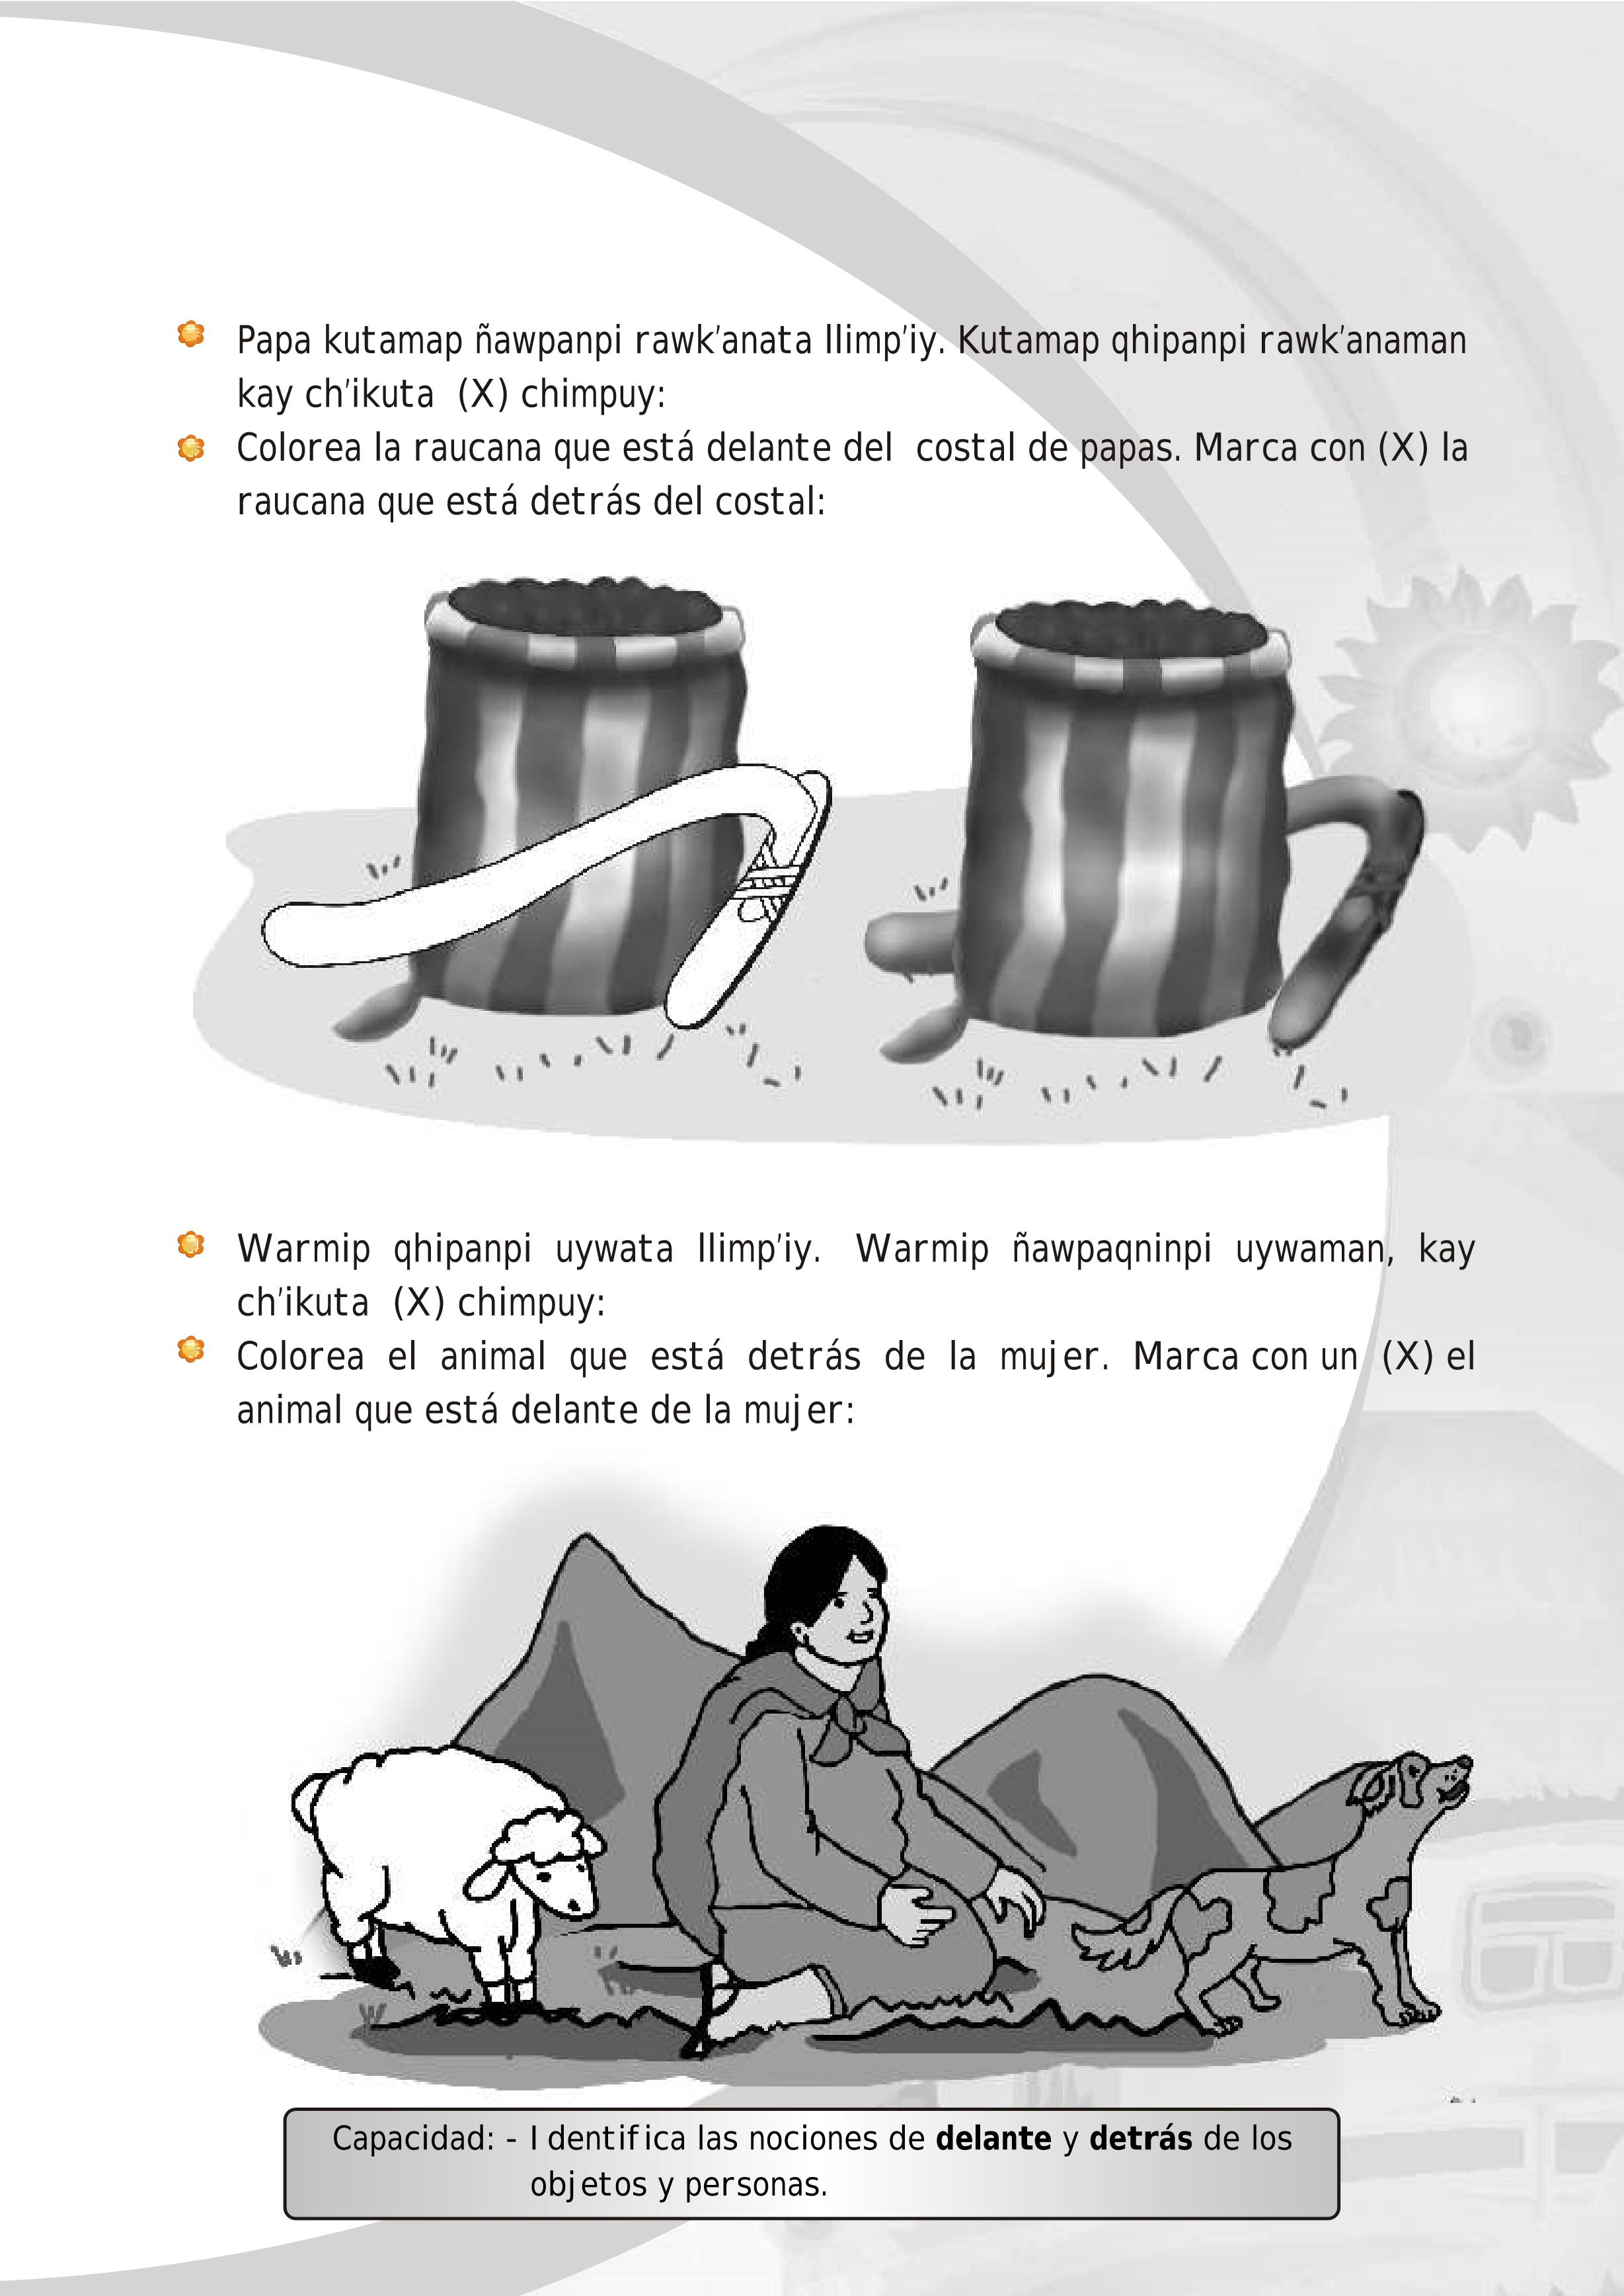 Papa kutamap ñawpanpi rawk’anata llimp’iy. Kutamap qhipanpi rawk’anaman
kay ch’ikuta (X) chimpuy:
Colorea la raucana que está delante del costal de papas. Marca con (X) la
raucana que está detrás del costal:
Warmip qhipanpi uywata llimp’iy. Warmip ñawpaqninpi uywaman, kay
ch’ikuta (X) chimpuy:
Colorea el animal que está detrás de la mujer. Marca con un (X) el
animal que está delante de la mujer:
Capacidad: - Identifica las nociones de delante y detrás de los
objetos y personas.